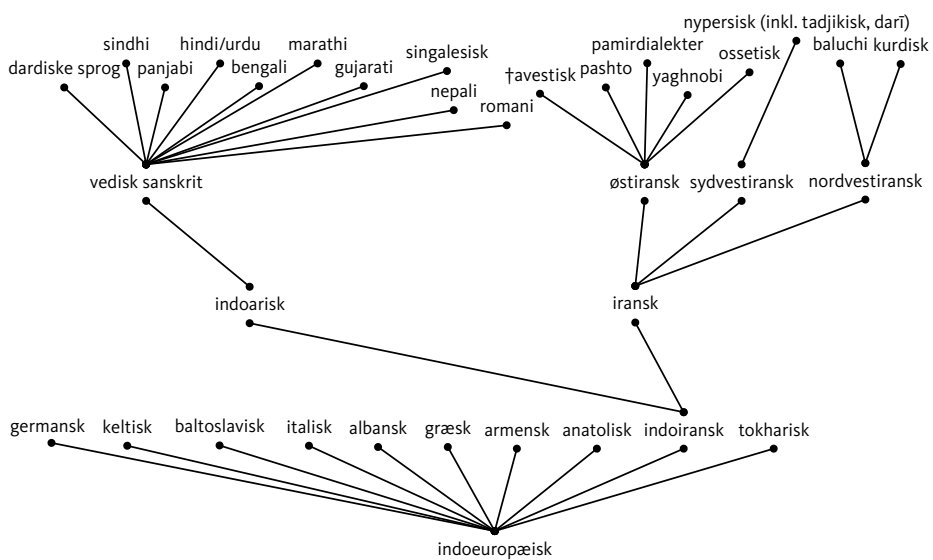 nypersisk (inkl. tadjikisk, darī)
sindhi hindi/urdu marathi singalesisk pamirdialekter ossetisk baluchi kurdisk
dardiske sprog panjabi bengali gujarati †avestisk pashto yaghnobi
nepali
romani
vedisk sanskrit østiransk sydvestiransk nordvestiransk
indoarisk iransk
germansk keltisk baltoslavisk italisk albansk græsk armensk anatolisk indoiransk tokharisk
indoeuropæisk